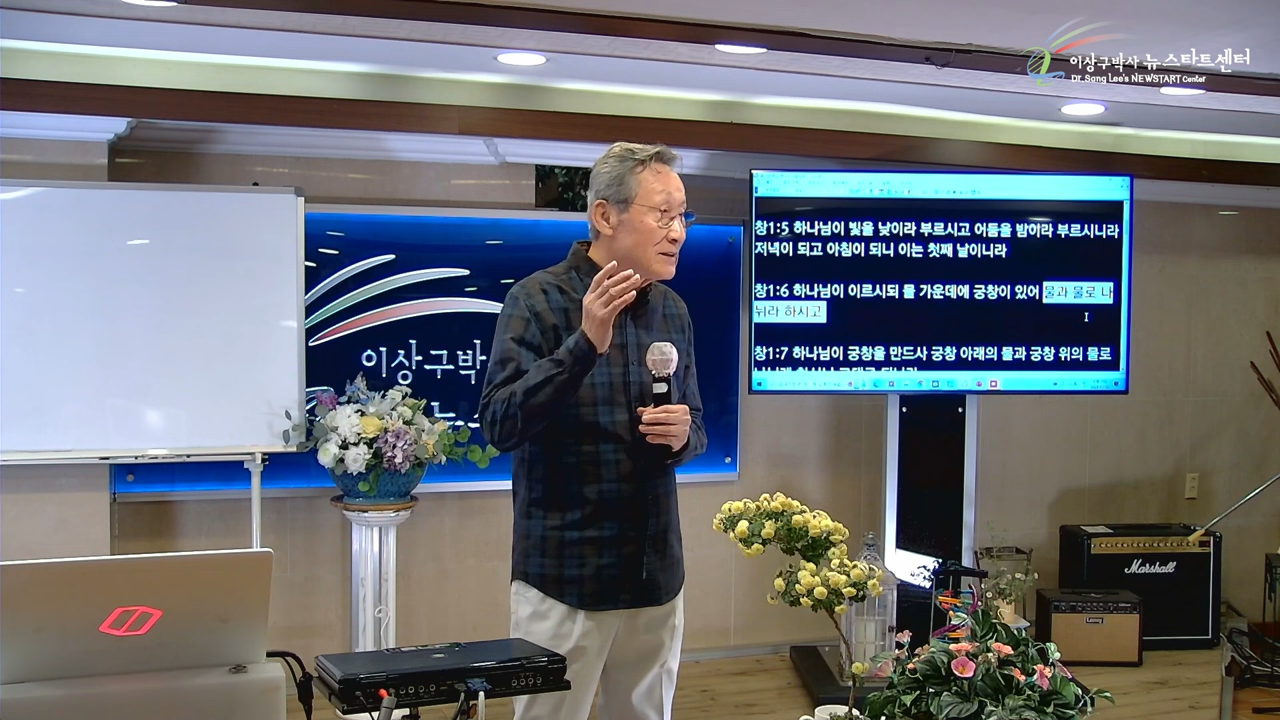 이상구박사 뉴스타트센터
Dr. Sang Lee's NEWSTART Center
창1:5 하나님이 빛을 낮이라 부르시고 어둠을 밤이라 부르시니라
저녁이 되고 아침이 되니 이는 첫째 날이니라
창1:6 하나님이 이르시되 물 가운데에 궁창이 있어 물과 물로 나
뉘라 하시고
창1:7 하나님이 궁창을 만드사 궁창 아래의 물과 궁창 위의 물로
이상구박
뉴스
Marshall
Laney